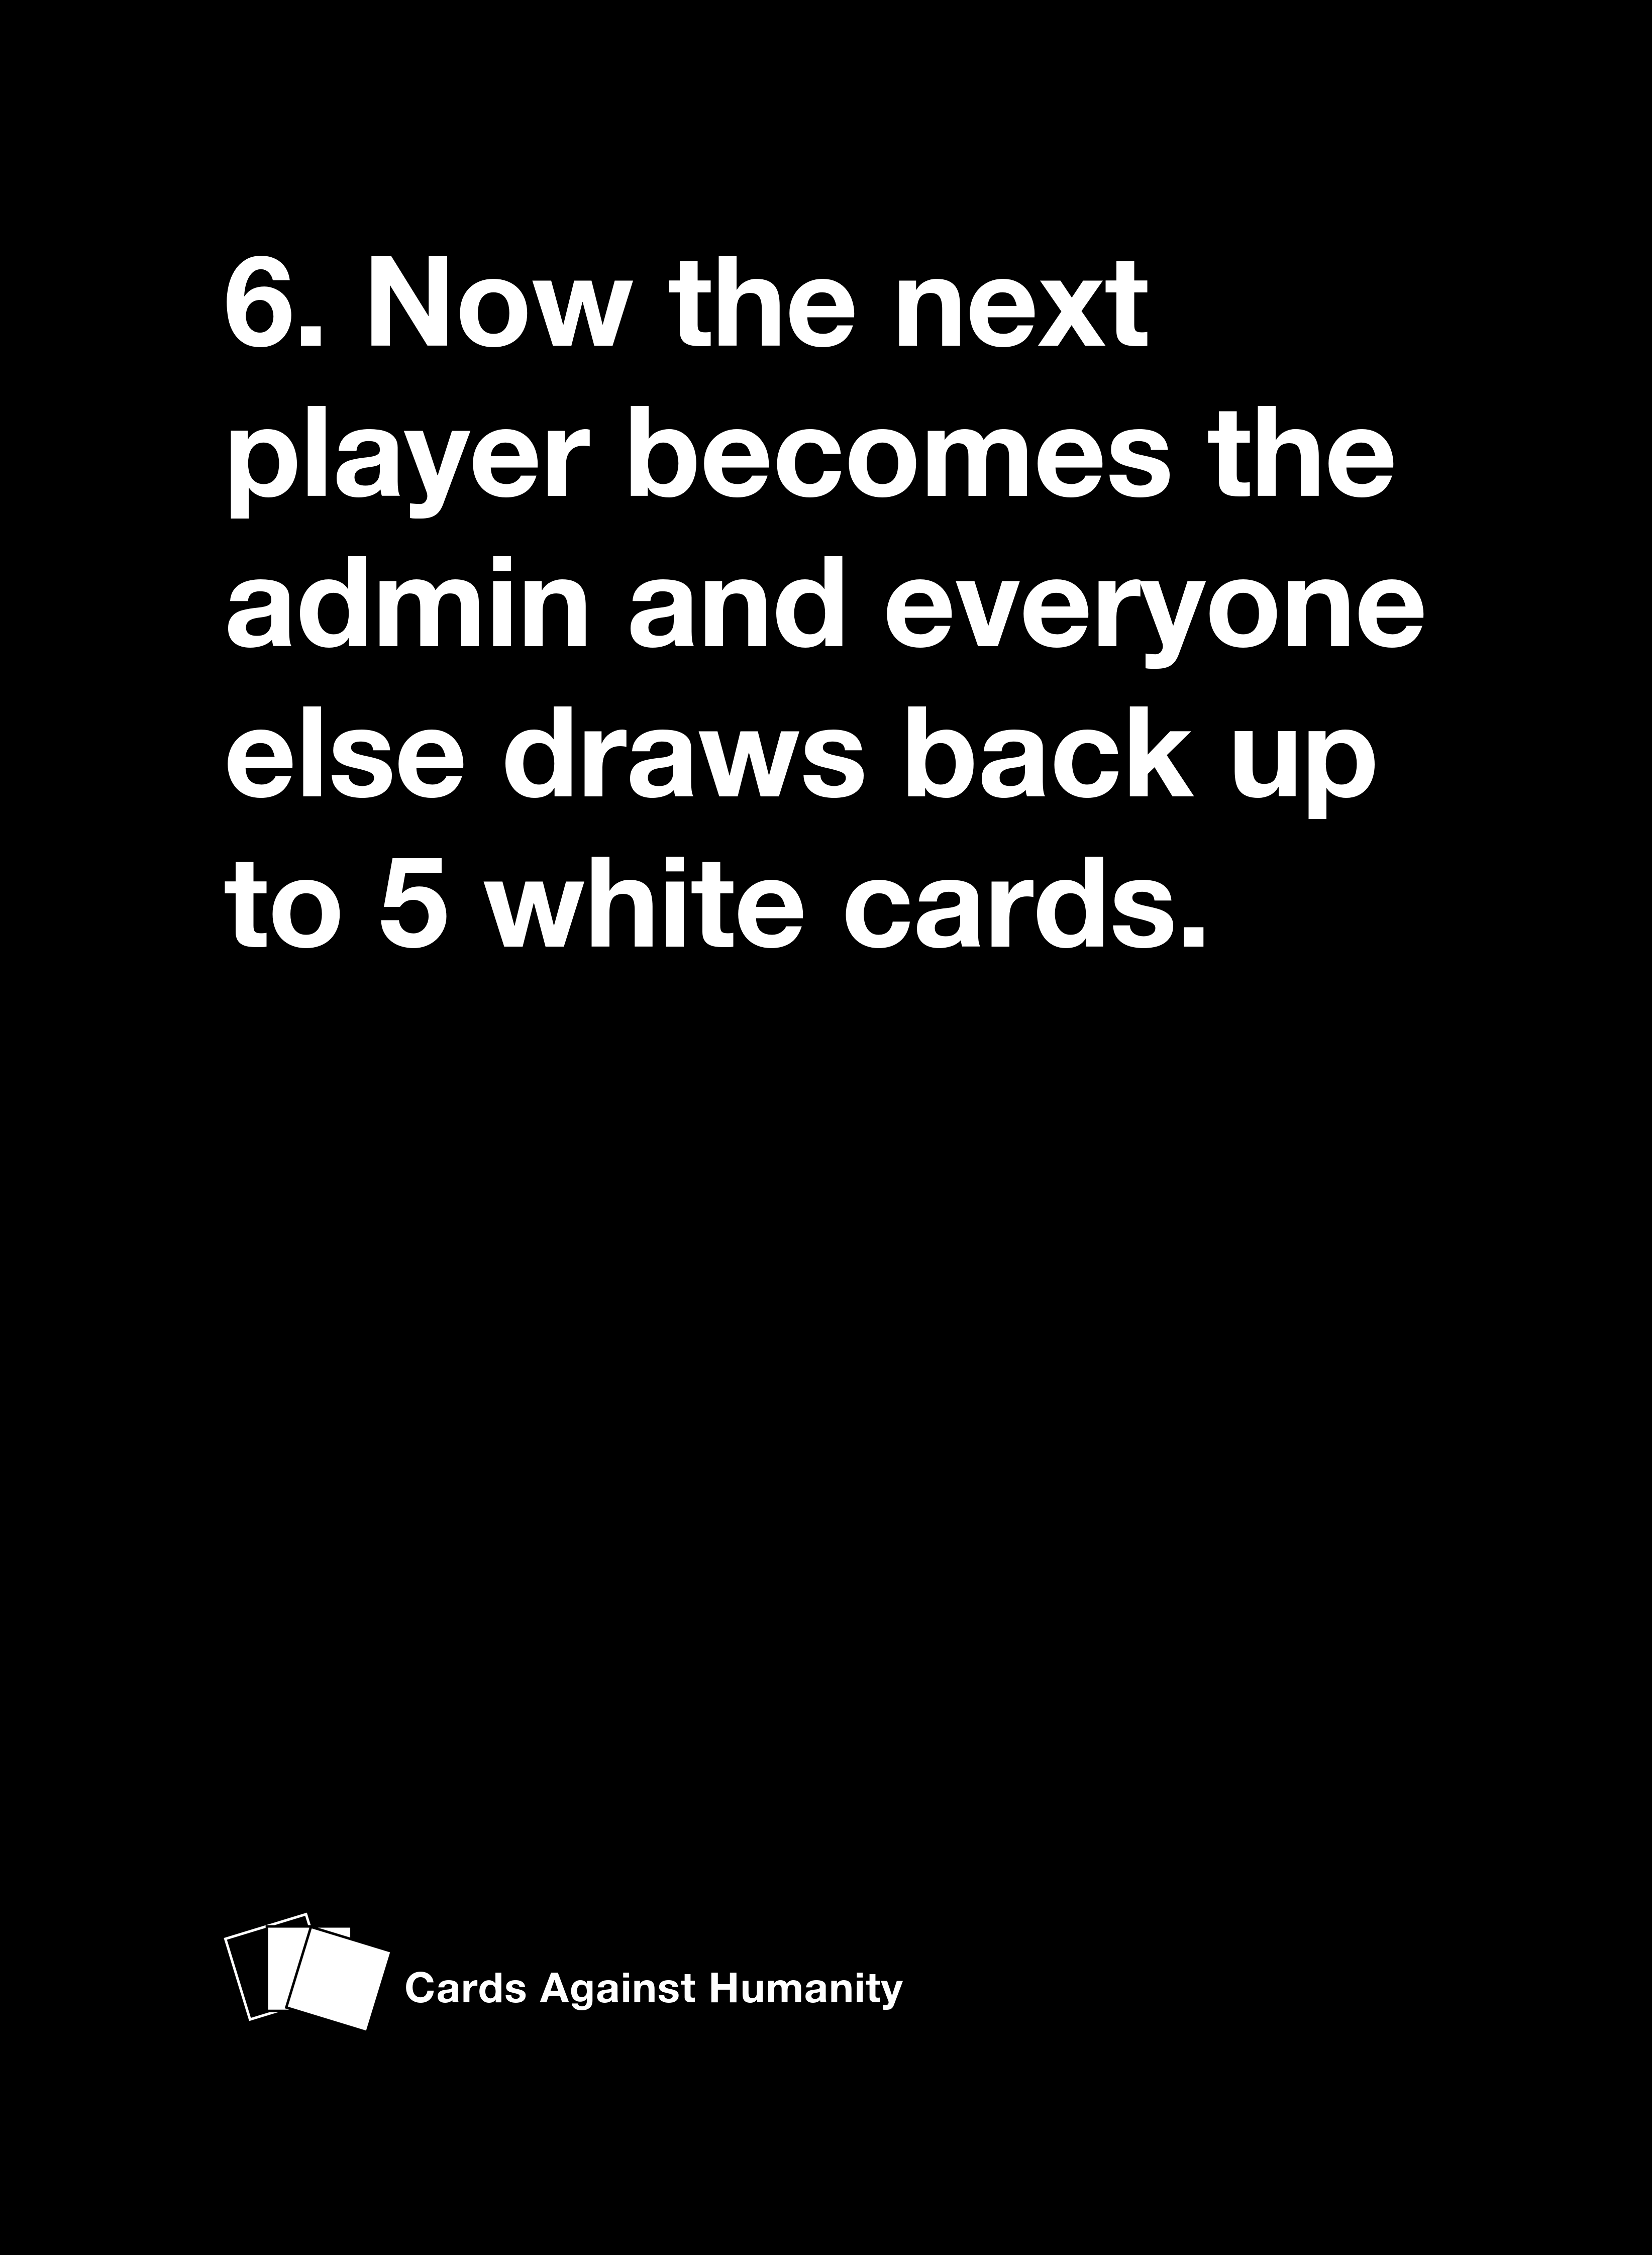 6. Now the next
player becomes the
admin and everyone
else draws back up
to 5 white cards.
Cards Against Humanity